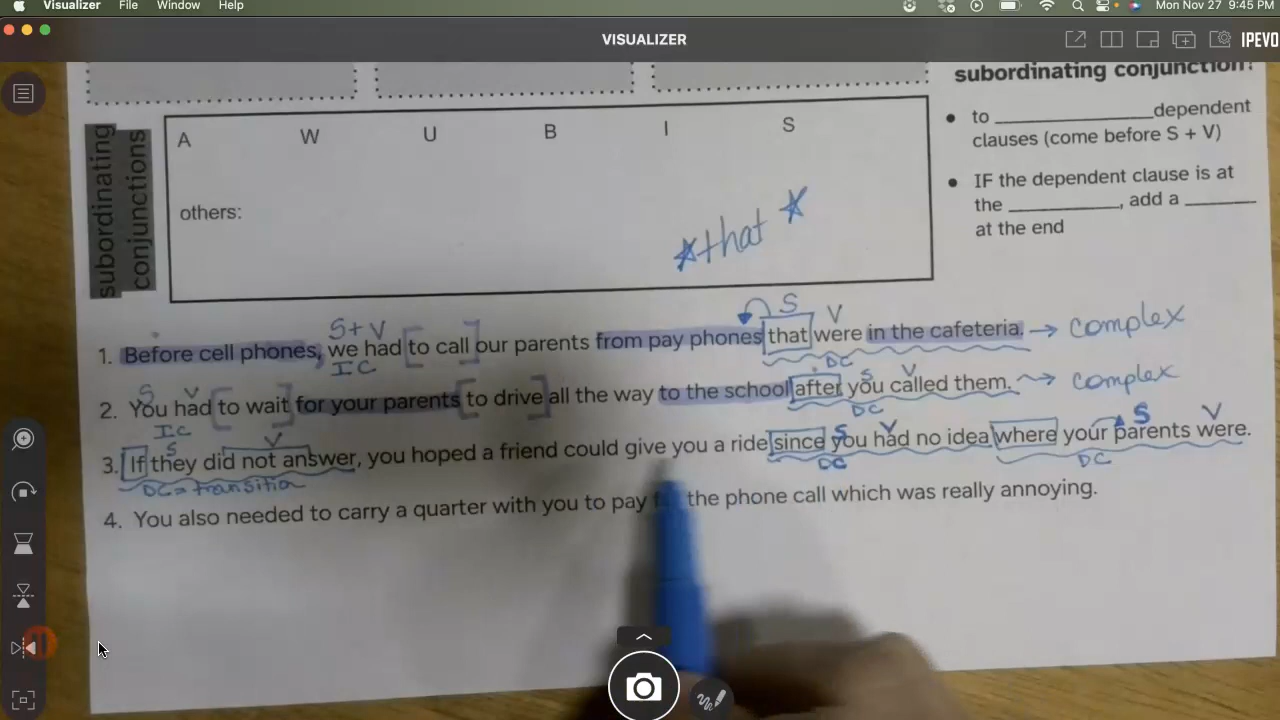 Visualizer File Window Help Mon Nov 27 9:45 PM
VISUALIZER
IPEVO
subordinating conjunction?
subordinating conjunctions
A W U B I S
others:
*that*
• to ______ dependent
clauses (come before S + V)
• IF the dependent clause is at
the ______, add a ______
at the end
S+V S V
1. Before cell phones, we had [to call] our parents from pay phones that were in the cafeteria. → complex
IC DC
S V S V
2. You had [to wait] for your parents [to drive] all the way to the school after you called them. → complex
IC DC
S V S V S V
3. If they did not answer, you hoped a friend could give you a ride since you had no idea where your parents were.
DC = transition DC DC
4. You also needed to carry a quarter with you to pay the phone call which was really annoying.